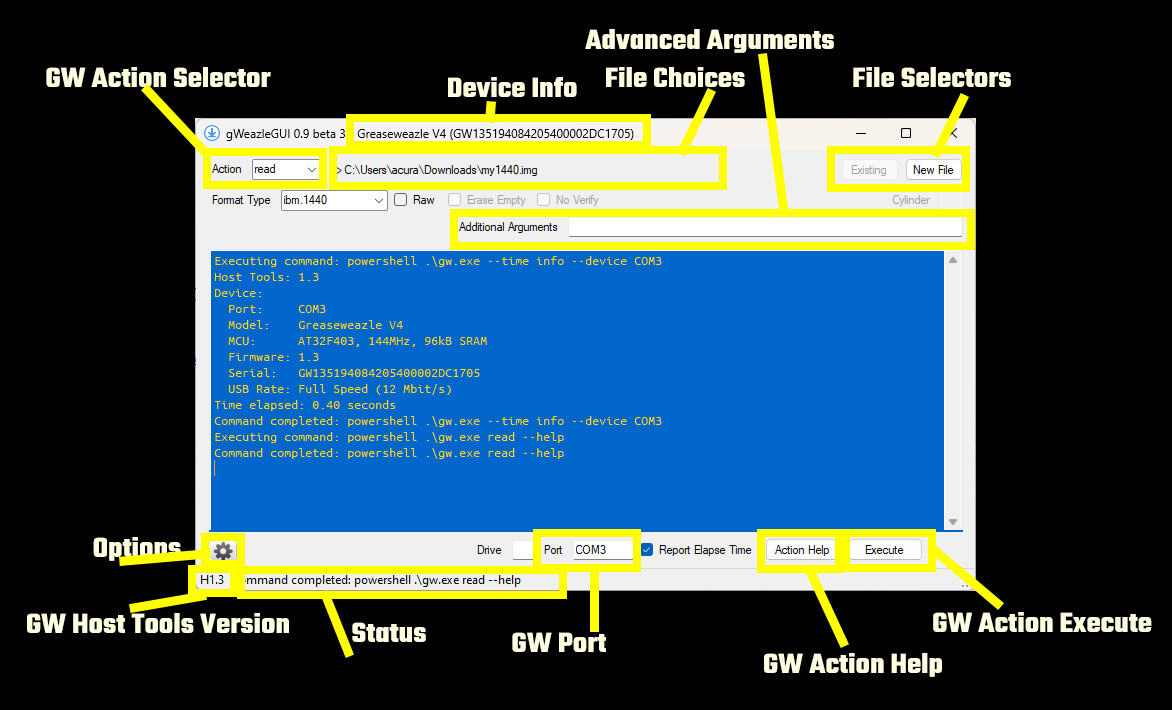 Advanced Arguments
GW Action Selector
Device Info
File Choices
File Selectors
gWeazleGUI 0.9 beta 3
Greaseweazle V4 (GW135194084205400002DC1705)
Action
read
> C:\Users\acura\Downloads\my1440.img
Existing
New File
Format Type
ibm.1440
Raw
Erase Empty
No Verify
Cylinder
Additional Arguments
Executing command: powershell .\gw.exe --time info --device COM3
Host Tools: 1.3
Device:
Port: COM3
Model: Greaseweazle V4
MCU: AT32F403, 144MHz, 96kB SRAM
Firmware: 1.3
Serial: GW135194084205400002DC1705
USB Rate: Full Speed (12 Mbit/s)
Time elapsed: 0.40 seconds
Command completed: powershell .\gw.exe --time info --device COM3
Executing command: powershell .\gw.exe read --help
Command completed: powershell .\gw.exe read --help
Options
Drive
Port
COM3
Report Elapse Time
Action Help
Execute
H1.3
ommand completed: powershell .\gw.exe read --help
GW Host Tools Version
Status
GW Port
GW Action Execute
GW Action Help